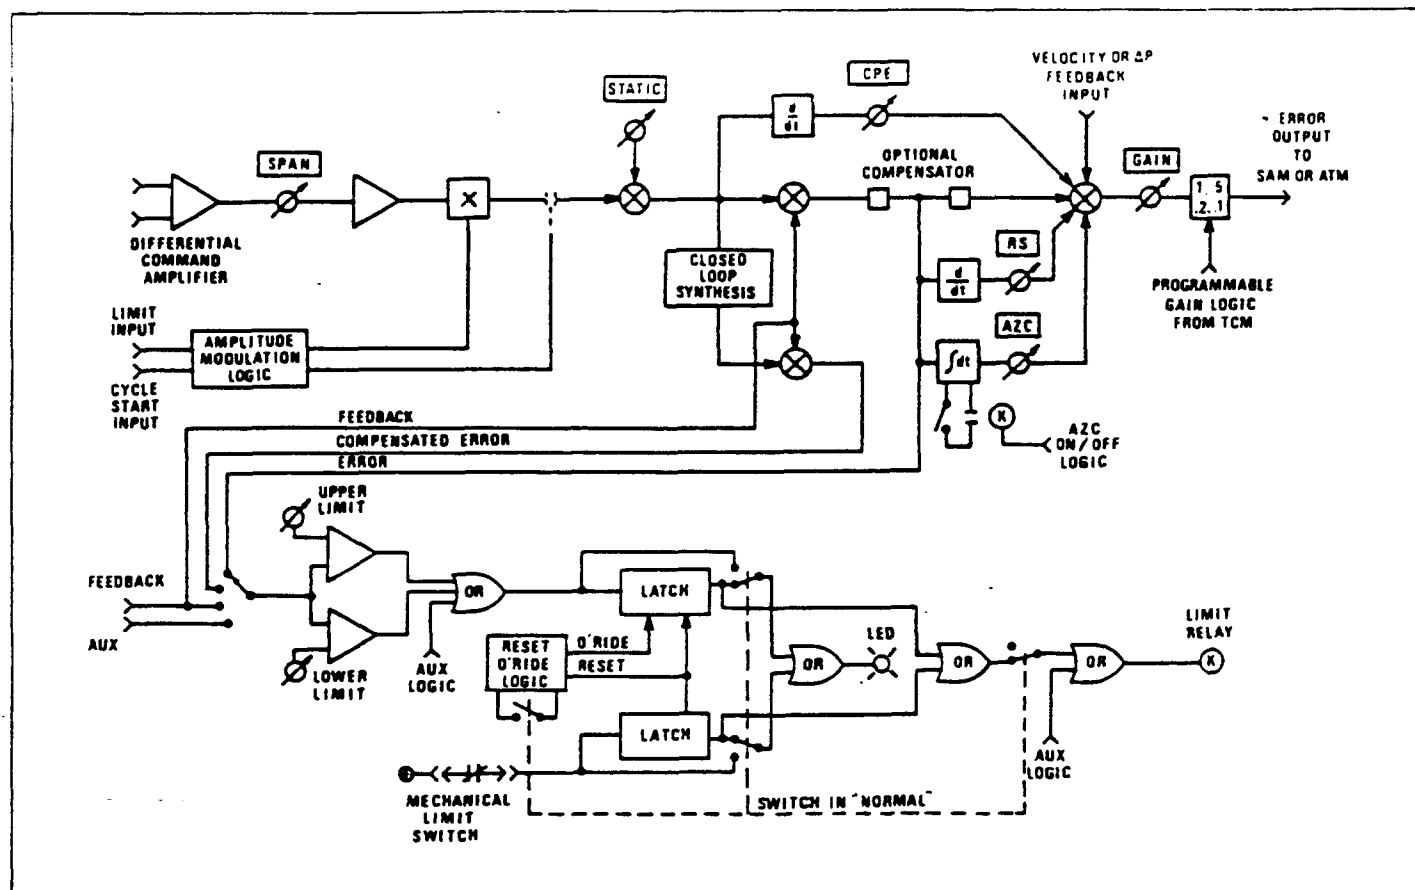 VELOCITY OR ΔP
FEEDBACK
INPUT
CPE
STATIC
d
dt
ERROR
OUTPUT
TO
SAM OR ATM
OPTIONAL
COMPENSATOR
GAIN
SPAN
X
1, .5
.2, .1
DIFFERENTIAL
COMMAND
AMPLIFIER
CLOSED
LOOP
SYNTHESIS
RS
d
dt
PROGRAMMABLE
GAIN LOGIC
FROM TCM
LIMIT
INPUT
AMPLITUDE
MODULATION
LOGIC
AZC
∫dt
CYCLE
START
INPUT
K
AZC
ON/OFF
LOGIC
FEEDBACK
COMPENSATED ERROR
ERROR
UPPER
LIMIT
FEEDBACK
AUX
OR
LATCH
LOWER
LIMIT
AUX
LOGIC
RESET
O'RIDE
LOGIC
O'RIDE
RESET
LATCH
OR
LED
OR
OR
LIMIT
RELAY
K
AUX
LOGIC
MECHANICAL
LIMIT
SWITCH
SWITCH IN "NORMAL"